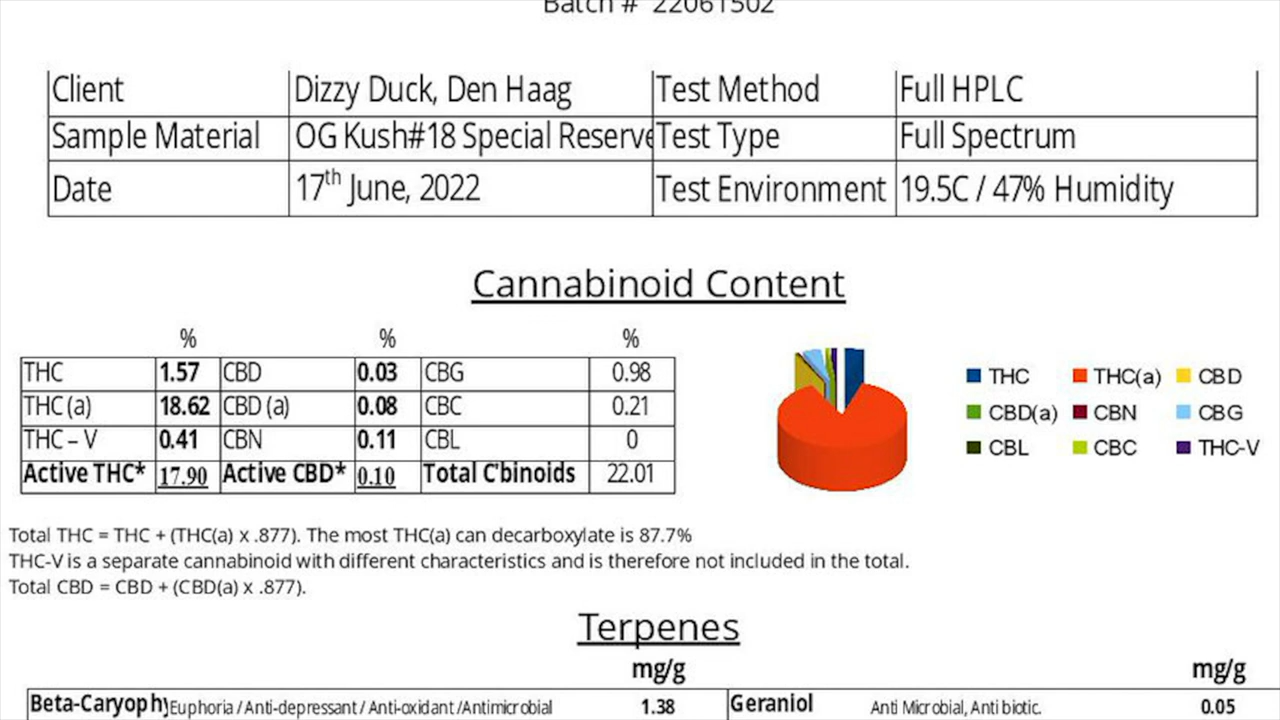 Batch # 22061502
Client Dizzy Duck, Den Haag Test Method Full HPLC
Sample Material OG Kush#18 Special Reserve Test Type Full Spectrum
Date 17th June, 2022 Test Environment 19.5C / 47% Humidity
Cannabinoid Content
% % %
THC 1.57 CBD 0.03 CBG 0.98
THC (a) 18.62 CBD (a) 0.08 CBC 0.21
THC – V 0.41 CBN 0.11 CBL 0
Active THC* 17.90 Active CBD* 0.10 Total C'binoids 22.01
THC THC(a) CBD
CBD(a) CBN CBG
CBL CBC THC-V
Total THC = THC + (THC(a) x .877). The most THC(a) can decarboxylate is 87.7%
THC-V is a separate cannabinoid with different characteristics and is therefore not included in the total.
Total CBD = CBD + (CBD(a) x .877).
Terpenes
mg/g mg/g
Beta-Caryoph Euphoria / Anti-depressant / Anti-oxidant /Antimicrobial 1.38 Geraniol Anti Microbial, Anti biotic. 0.05